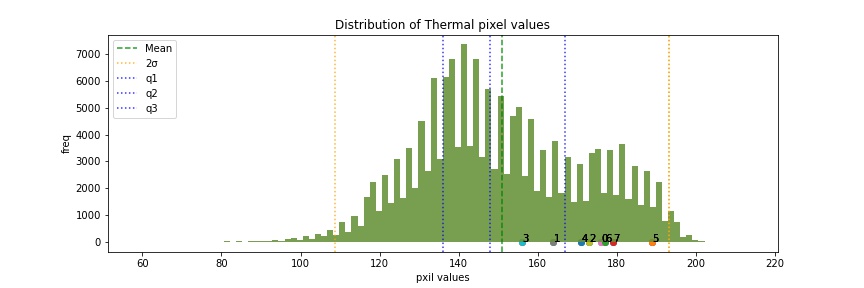 Distribution of Thermal pixel values
Mean
2σ
q1
q2
q3
freq
7000
6000
5000
4000
3000
2000
1000
0
3 1 4 2 0 6 7 5
60 80 100 120 140 160 180 200 220
pxil values